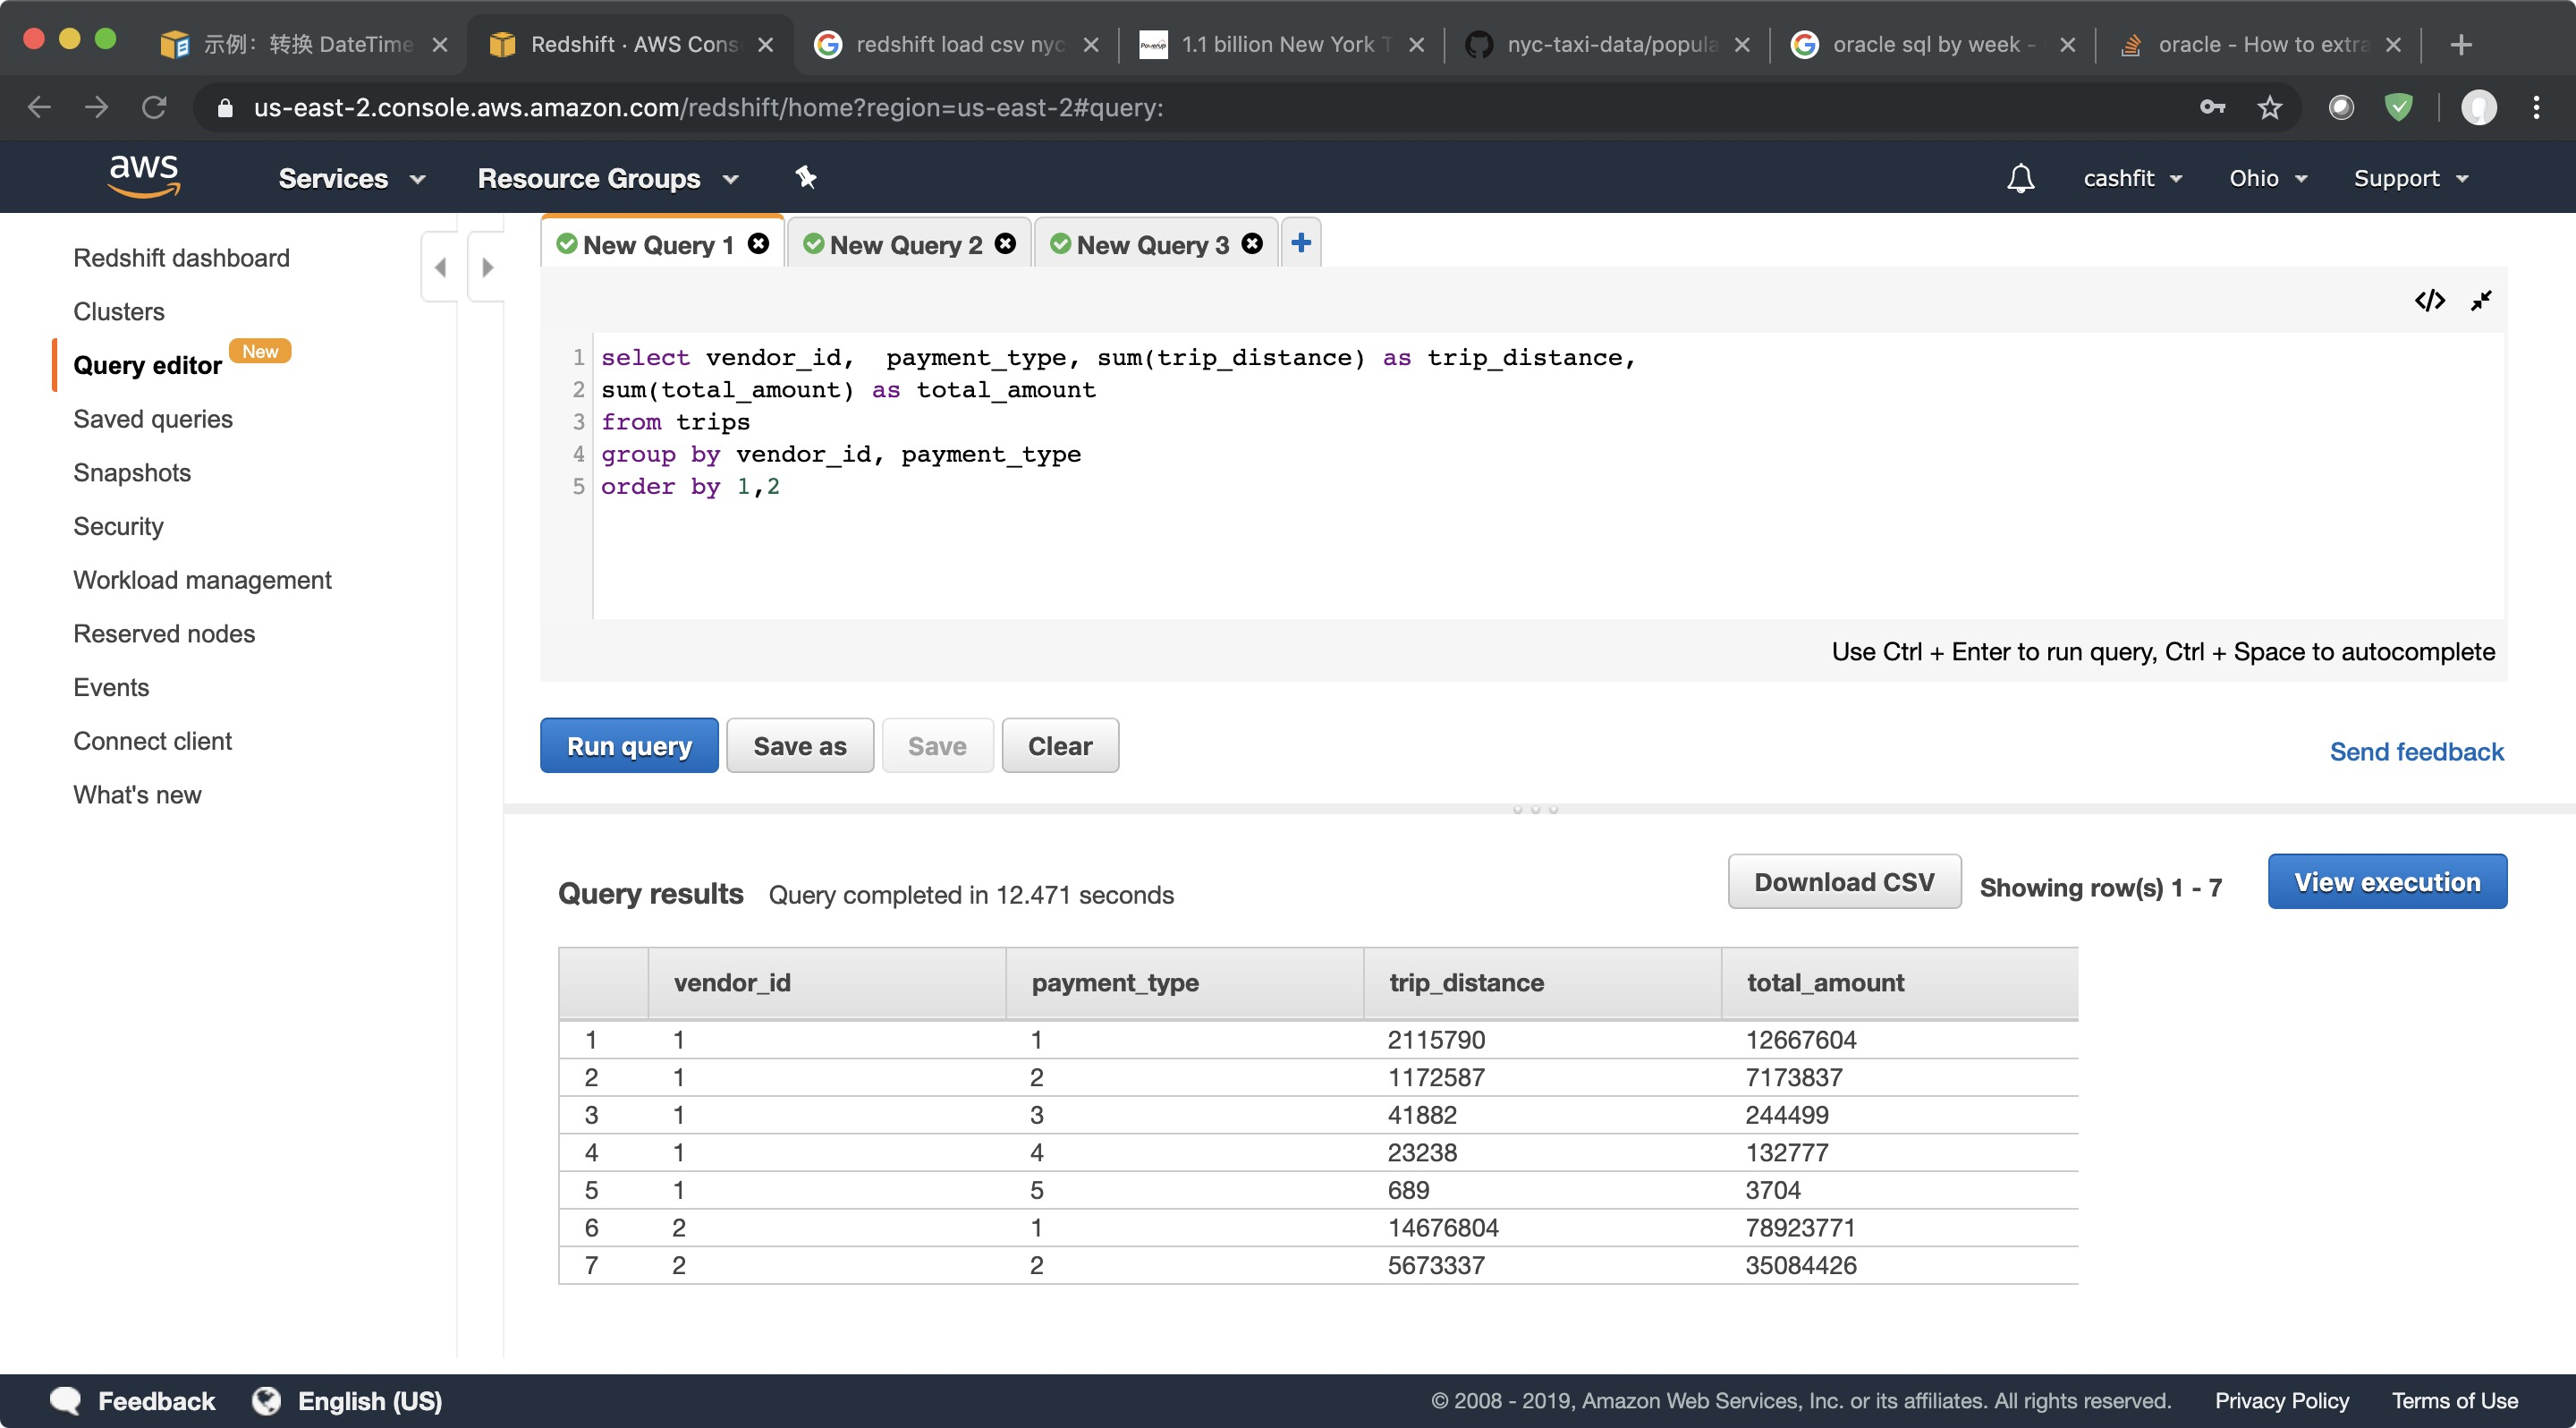 示例：转换 DateTime
Redshift · AWS Cons
redshift load csv nyc
1.1 billion New York T
nyc-taxi-data/popula
oracle sql by week -
oracle - How to extra
us-east-2.console.aws.amazon.com/redshift/home?region=us-east-2#query:
aws
Services
Resource Groups
cashfit
Ohio
Support
Redshift dashboard
Clusters
Query editor New
Saved queries
Snapshots
Security
Workload management
Reserved nodes
Events
Connect client
What's new
New Query 1
New Query 2
New Query 3
1 select vendor_id,  payment_type, sum(trip_distance) as trip_distance,
2 sum(total_amount) as total_amount
3 from trips
4 group by vendor_id, payment_type
5 order by 1,2
Use Ctrl + Enter to run query, Ctrl + Space to autocomplete
Run query
Save as
Save
Clear
Send feedback
Query results
Query completed in 12.471 seconds
Download CSV
Showing row(s) 1 - 7
View execution
vendor_id payment_type trip_distance total_amount
1 1 1 2115790 12667604
2 1 2 1172587 7173837
3 1 3 41882 244499
4 1 4 23238 132777
5 1 5 689 3704
6 2 1 14676804 78923771
7 2 2 5673337 35084426
Feedback
English (US)
© 2008 - 2019, Amazon Web Services, Inc. or its affiliates. All rights reserved.
Privacy Policy
Terms of Use